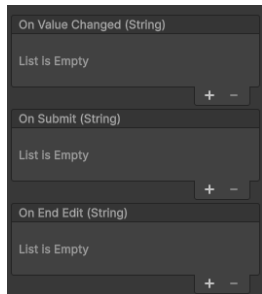 On Value Changed (String)
List is Empty
+ −
On Submit (String)
List is Empty
+ −
On End Edit (String)
List is Empty
+ −